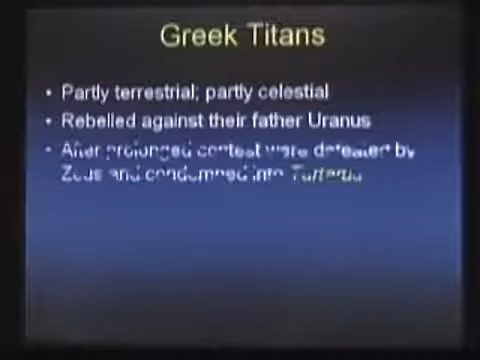 Greek Titans
• Partly terrestrial; partly celestial
• Rebelled against their father Uranus
• After prolonged contest were defeated by
Zeus and condemned into Tartarus